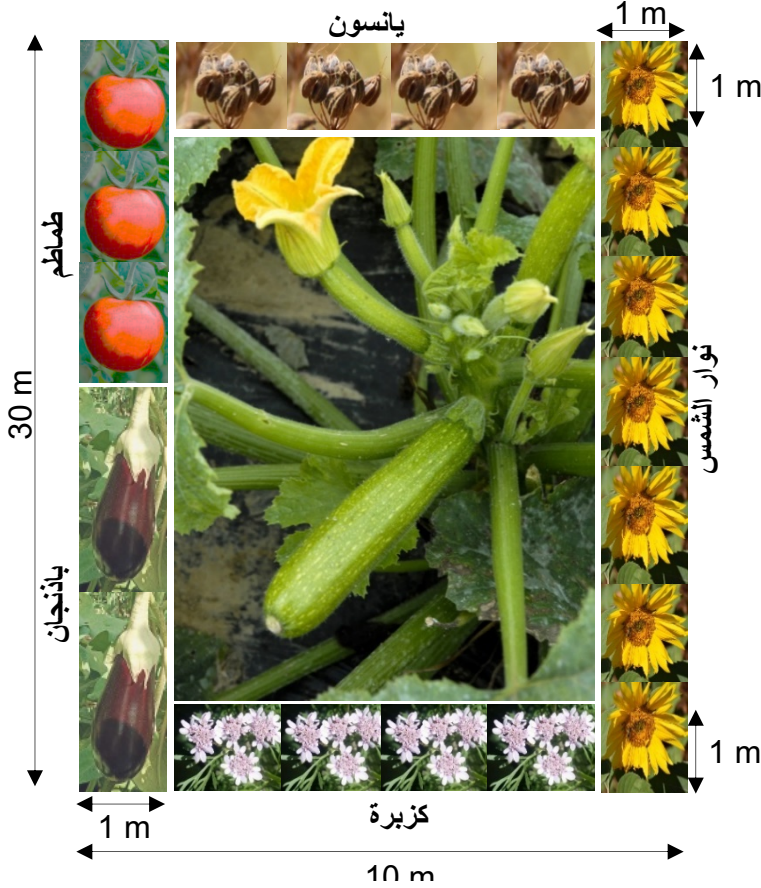 1 m
يانسون
1 m
طماطم
30 m
نوار الشمس
باذنجان
1 m
1 m
كزبرة
10 m